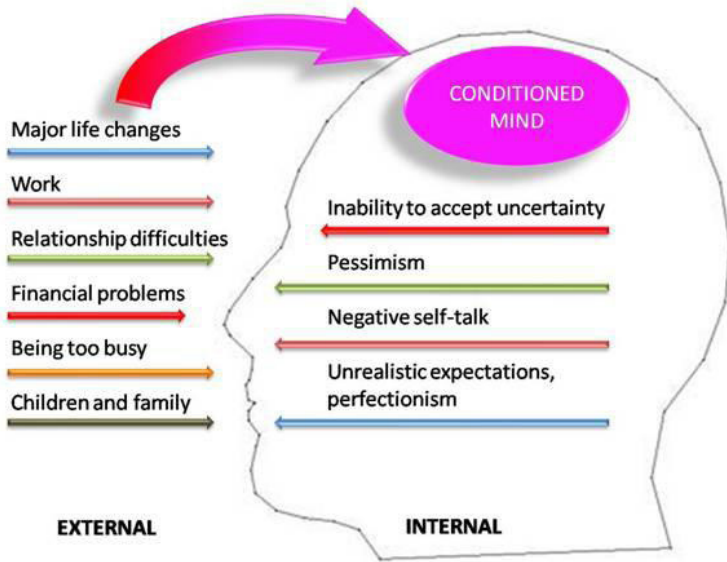 CONDITIONED
MIND
Major life changes
Work
Relationship difficulties
Financial problems
Being too busy
Children and family
Inability to accept uncertainty
Pessimism
Negative self-talk
Unrealistic expectations,
perfectionism
EXTERNAL
INTERNAL